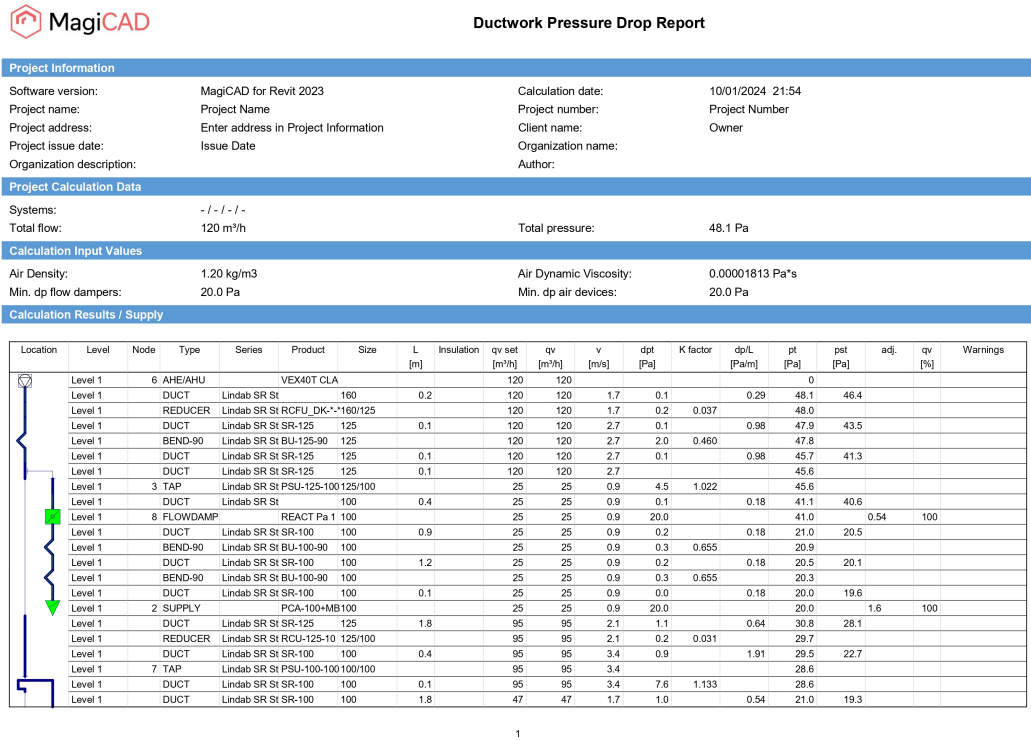 MagiCAD
Ductwork Pressure Drop Report
Project Information
Software version: MagiCAD for Revit 2023 Calculation date: 10/01/2024 21:54
Project name: Project Name Project number: Project Number
Project address: Enter address in Project Information Client name: Owner
Project issue date: Issue Date Organization name:
Organization description: Author:
Project Calculation Data
Systems: - / - / - / -
Total flow: 120 m³/h Total pressure: 48.1 Pa
Calculation Input Values
Air Density: 1.20 kg/m3 Air Dynamic Viscosity: 0.00001813 Pa*s
Min. dp flow dampers: 20.0 Pa Min. dp air devices: 20.0 Pa
Calculation Results / Supply
Location Level Node Type Series Product Size L Insulation qv set qv v dpt K factor dp/L pt pst adj. qv Warnings
[m] [m³/h] [m³/h] [m/s] [Pa] [Pa/m] [Pa] [Pa] [%]
Level 1 6 AHE/AHU VEX40T CLA 120 120 0
Level 1 DUCT Lindab SR St 160 0.2 120 120 1.7 0.1 0.29 48.1 46.4
Level 1 REDUCER Lindab SR St RCFU_DK-*-* 160/125 120 120 1.7 0.2 0.037 48.0
Level 1 DUCT Lindab SR St SR-125 125 0.1 120 120 2.7 0.1 0.98 47.9 43.5
Level 1 BEND-90 Lindab SR St BU-125-90 125 120 120 2.7 2.0 0.460 47.8
Level 1 DUCT Lindab SR St SR-125 125 0.1 120 120 2.7 0.1 0.98 45.7 41.3
Level 1 DUCT Lindab SR St SR-125 125 0.1 120 120 2.7 45.6
Level 1 3 TAP Lindab SR St PSU-125-100 125/100 25 25 0.9 4.5 1.022 45.6
Level 1 DUCT Lindab SR St 100 0.4 25 25 0.9 0.1 0.18 41.1 40.6
Level 1 8 FLOWDAMP REACT Pa 1 100 25 25 0.9 20.0 41.0 0.54 100
Level 1 DUCT Lindab SR St SR-100 100 0.9 25 25 0.9 0.2 0.18 21.0 20.5
Level 1 BEND-90 Lindab SR St BU-100-90 100 25 25 0.9 0.3 0.655 20.9
Level 1 DUCT Lindab SR St SR-100 100 1.2 25 25 0.9 0.2 0.18 20.5 20.1
Level 1 BEND-90 Lindab SR St BU-100-90 100 25 25 0.9 0.3 0.655 20.3
Level 1 DUCT Lindab SR St SR-100 100 0.1 25 25 0.9 0.0 0.18 20.0 19.6
Level 1 2 SUPPLY PCA-100+MB 100 25 25 0.9 20.0 20.0 1.6 100
Level 1 DUCT Lindab SR St SR-125 125 1.8 95 95 2.1 1.1 0.64 30.8 28.1
Level 1 REDUCER Lindab SR St RCU-125-10 125/100 95 95 2.1 0.2 0.031 29.7
Level 1 DUCT Lindab SR St SR-100 100 0.4 95 95 3.4 0.9 1.91 29.5 22.7
Level 1 7 TAP Lindab SR St PSU-100-100 100/100 95 95 3.4 28.6
Level 1 DUCT Lindab SR St SR-100 100 0.1 95 95 3.4 7.6 1.133 28.6
Level 1 DUCT Lindab SR St SR-100 100 1.8 47 47 1.7 1.0 0.54 21.0 19.3
1